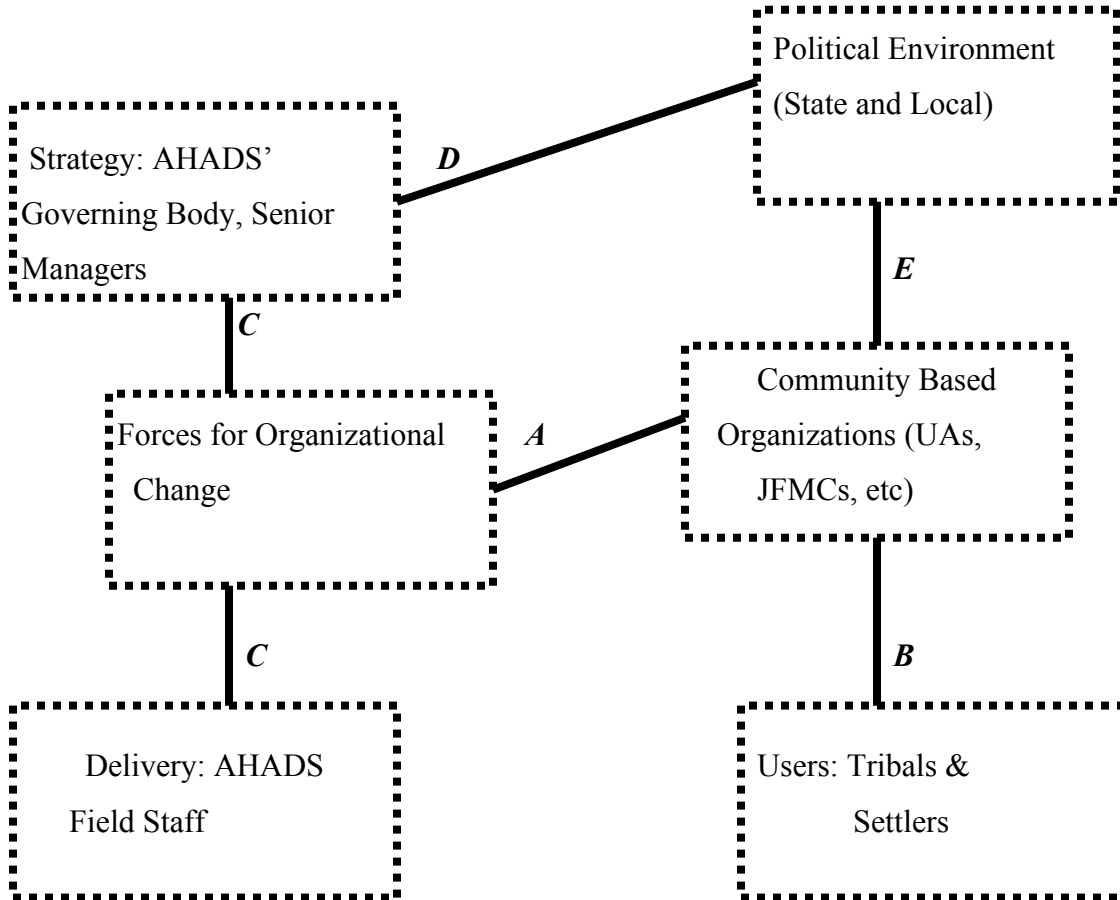 Political Environment
(State and Local)
Strategy: AHADS’
Governing Body, Senior
Managers
D
E
C
Forces for Organizational
Change
A
Community Based
Organizations (UAs,
JFMCs, etc)
C
B
Delivery: AHADS
Field Staff
Users: Tribals &
Settlers